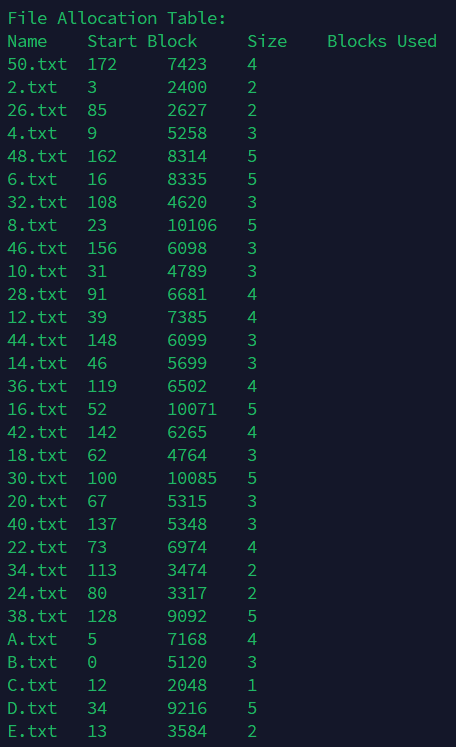 File Allocation Table:
Name    Start Block     Size    Blocks Used
50.txt  172     7423    4
2.txt   3       2400    2
26.txt  85      2627    2
4.txt   9       5258    3
48.txt  162     8314    5
6.txt   16      8335    5
32.txt  108     4620    3
8.txt   23      10106   5
46.txt  156     6098    3
10.txt  31      4789    3
28.txt  91      6681    4
12.txt  39      7385    4
44.txt  148     6099    3
14.txt  46      5699    3
36.txt  119     6502    4
16.txt  52      10071   5
42.txt  142     6265    4
18.txt  62      4764    3
30.txt  100     10085   5
20.txt  67      5315    3
40.txt  137     5348    3
22.txt  73      6974    4
34.txt  113     3474    2
24.txt  80      3317    2
38.txt  128     9092    5
A.txt   5       7168    4
B.txt   0       5120    3
C.txt   12      2048    1
D.txt   34      9216    5
E.txt   13      3584    2